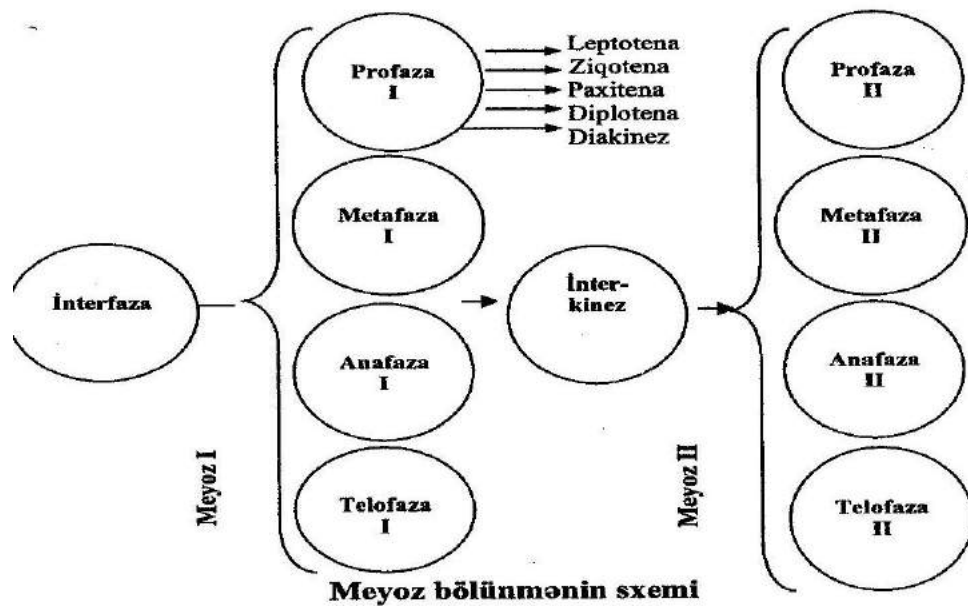 İnterfaza
Meyoz I
Profaza
I
Leptotena
Ziqotena
Paxitena
Diplotena
Diakinez
Metafaza
I
Anafaza
I
Telofaza
I
İnter-
kinez
Meyoz II
Profaza
II
Metafaza
II
Anafaza
II
Telofaza
II
Meyoz bölünmənin sxemi